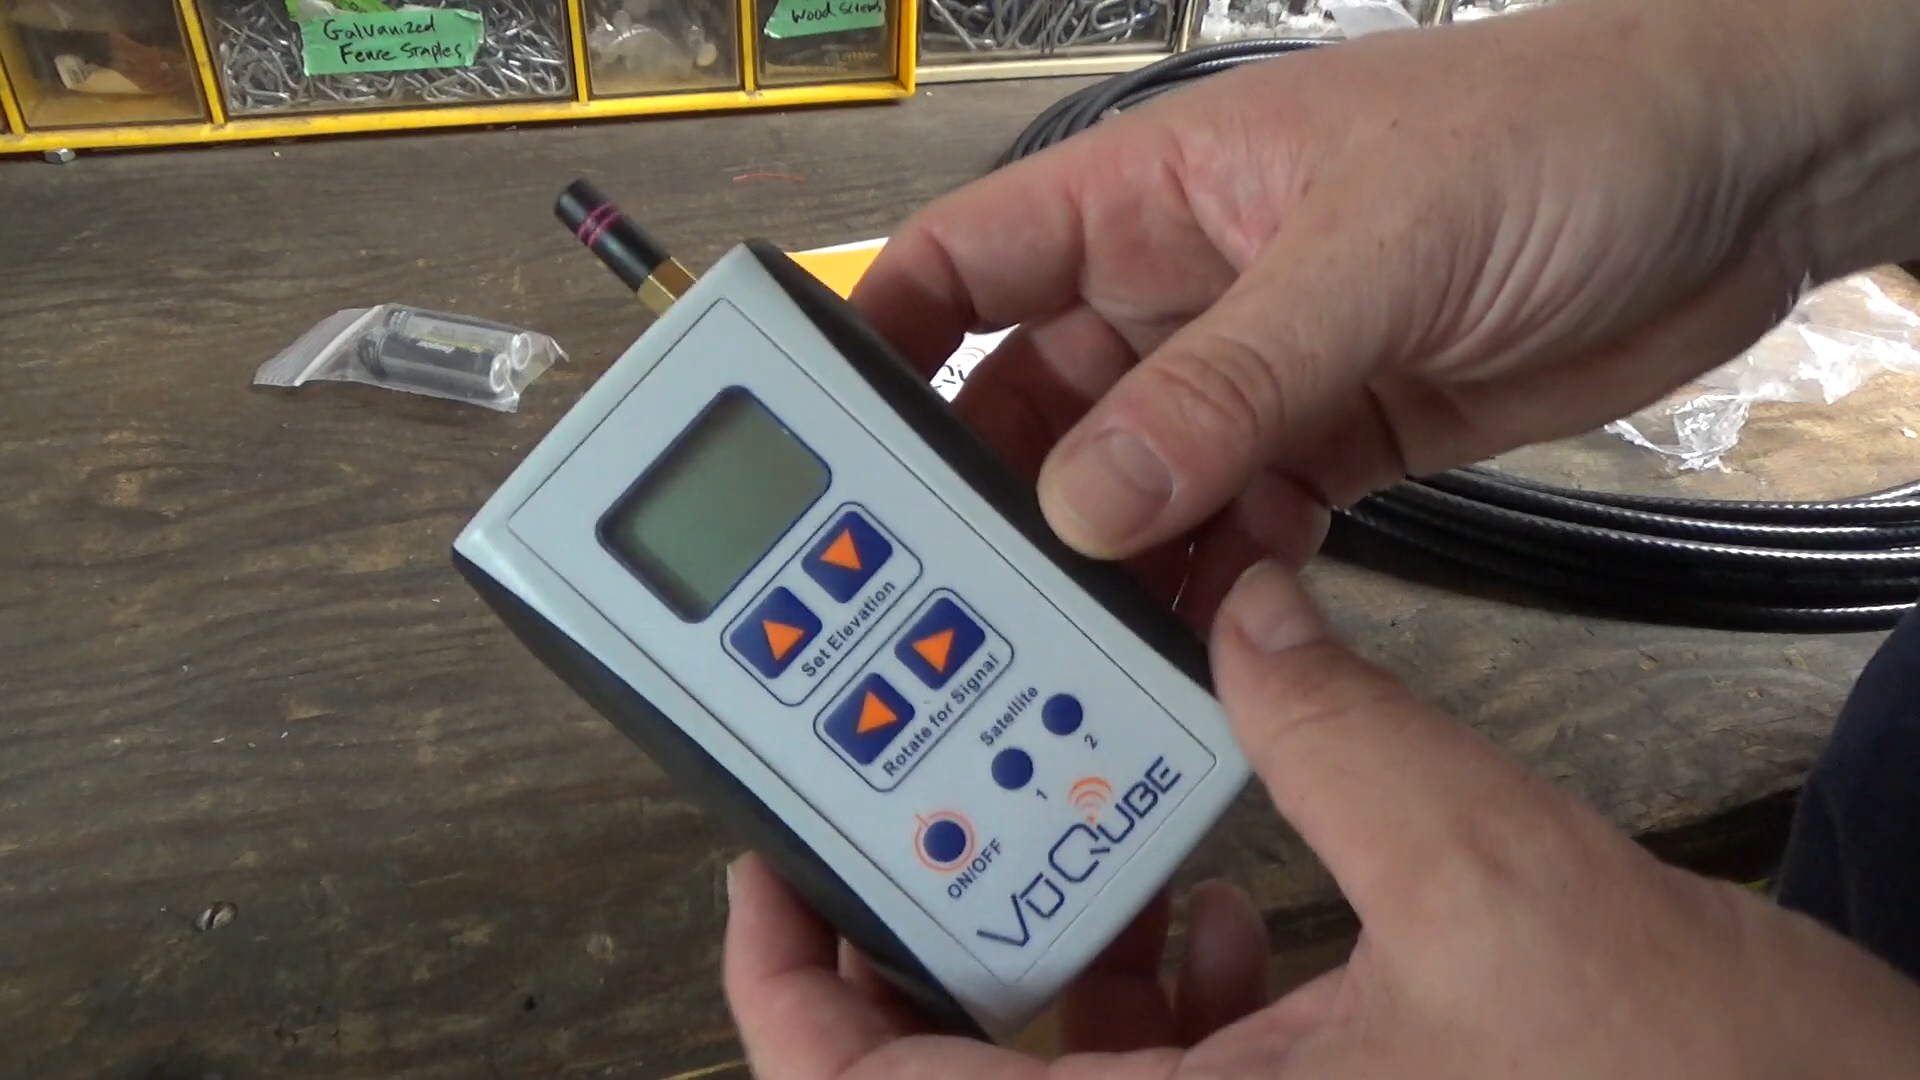 Galvanized
Fence Staples
Wood Screws
Set Elevation
Rotate for Signal
Satellite
1
2
ON/OFF
VuQube